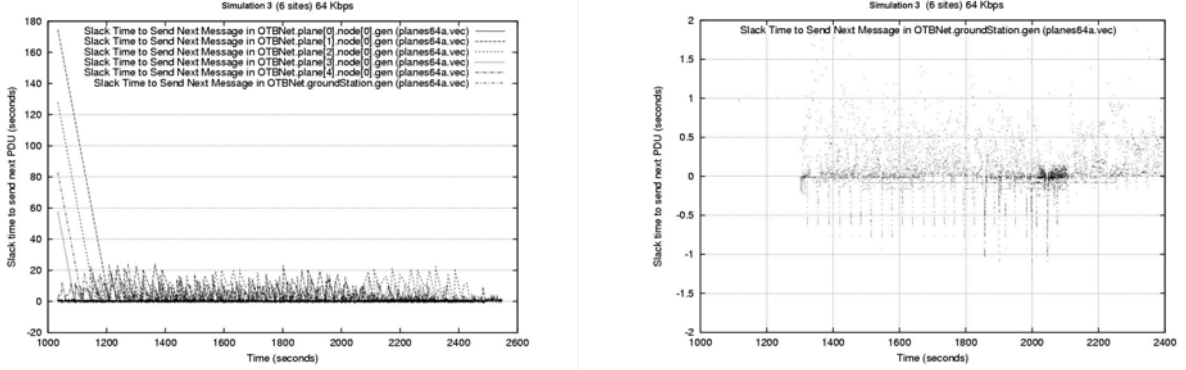 Simulation 3 (6 sites) 64 Kbps
Slack Time to Send Next Message in OTBNet.plane[0].node[0].gen (planes64a.vec)
Slack Time to Send Next Message in OTBNet.plane[1].node[0].gen (planes64a.vec)
Slack Time to Send Next Message in OTBNet.plane[2].node[0].gen (planes64a.vec)
Slack Time to Send Next Message in OTBNet.plane[3].node[0].gen (planes64a.vec)
Slack Time to Send Next Message in OTBNet.plane[4].node[0].gen (planes64a.vec)
Slack Time to Send Next Message in OTBNet.groundStation.gen (planes64a.vec)
Slack time to send next PDU (seconds)
180
160
140
120
100
80
60
40
20
0
-20
1000 1200 1400 1600 1800 2000 2200 2400 2600
Time (seconds)
Simulation 3 (6 sites) 64 Kbps
Slack Time to Send Next Message in OTBNet.groundStation.gen (planes64a.vec)
Slack time to send next PDU (seconds)
2
1.5
1
0.5
0
-0.5
-1
-1.5
-2
1000 1200 1400 1600 1800 2000 2200 2400
Time (seconds)